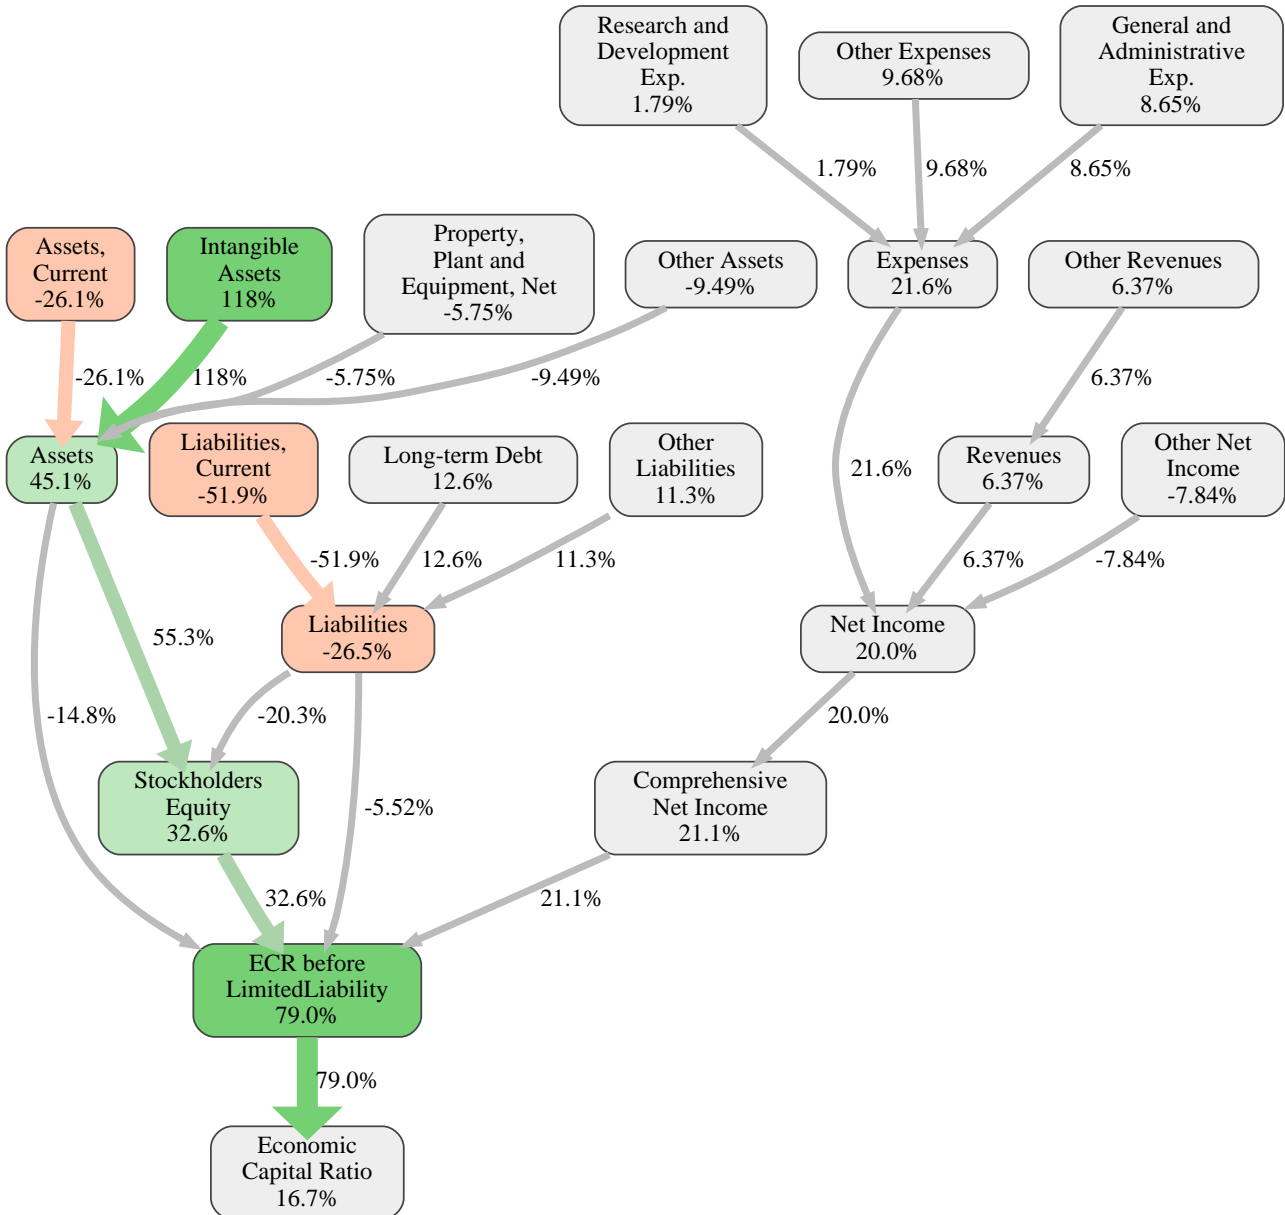 Research and
Development
Exp.
1.79%
Other Expenses
9.68%
General and
Administrative
Exp.
8.65%
1.79%
9.68%
8.65%
Assets,
Current
-26.1%
Intangible
Assets
118%
Property,
Plant and
Equipment, Net
-5.75%
Other Assets
-9.49%
Expenses
21.6%
Other Revenues
6.37%
-26.1%
118%
-5.75%
-9.49%
6.37%
Assets
45.1%
Liabilities,
Current
-51.9%
Long-term Debt
12.6%
Other
Liabilities
11.3%
21.6%
Revenues
6.37%
Other Net
Income
-7.84%
-51.9%
12.6%
11.3%
6.37%
-7.84%
55.3%
Liabilities
-26.5%
Net Income
20.0%
-14.8%
-20.3%
20.0%
Stockholders
Equity
32.6%
-5.52%
Comprehensive
Net Income
21.1%
32.6%
21.1%
ECR before
LimitedLiability
79.0%
79.0%
Economic
Capital Ratio
16.7%